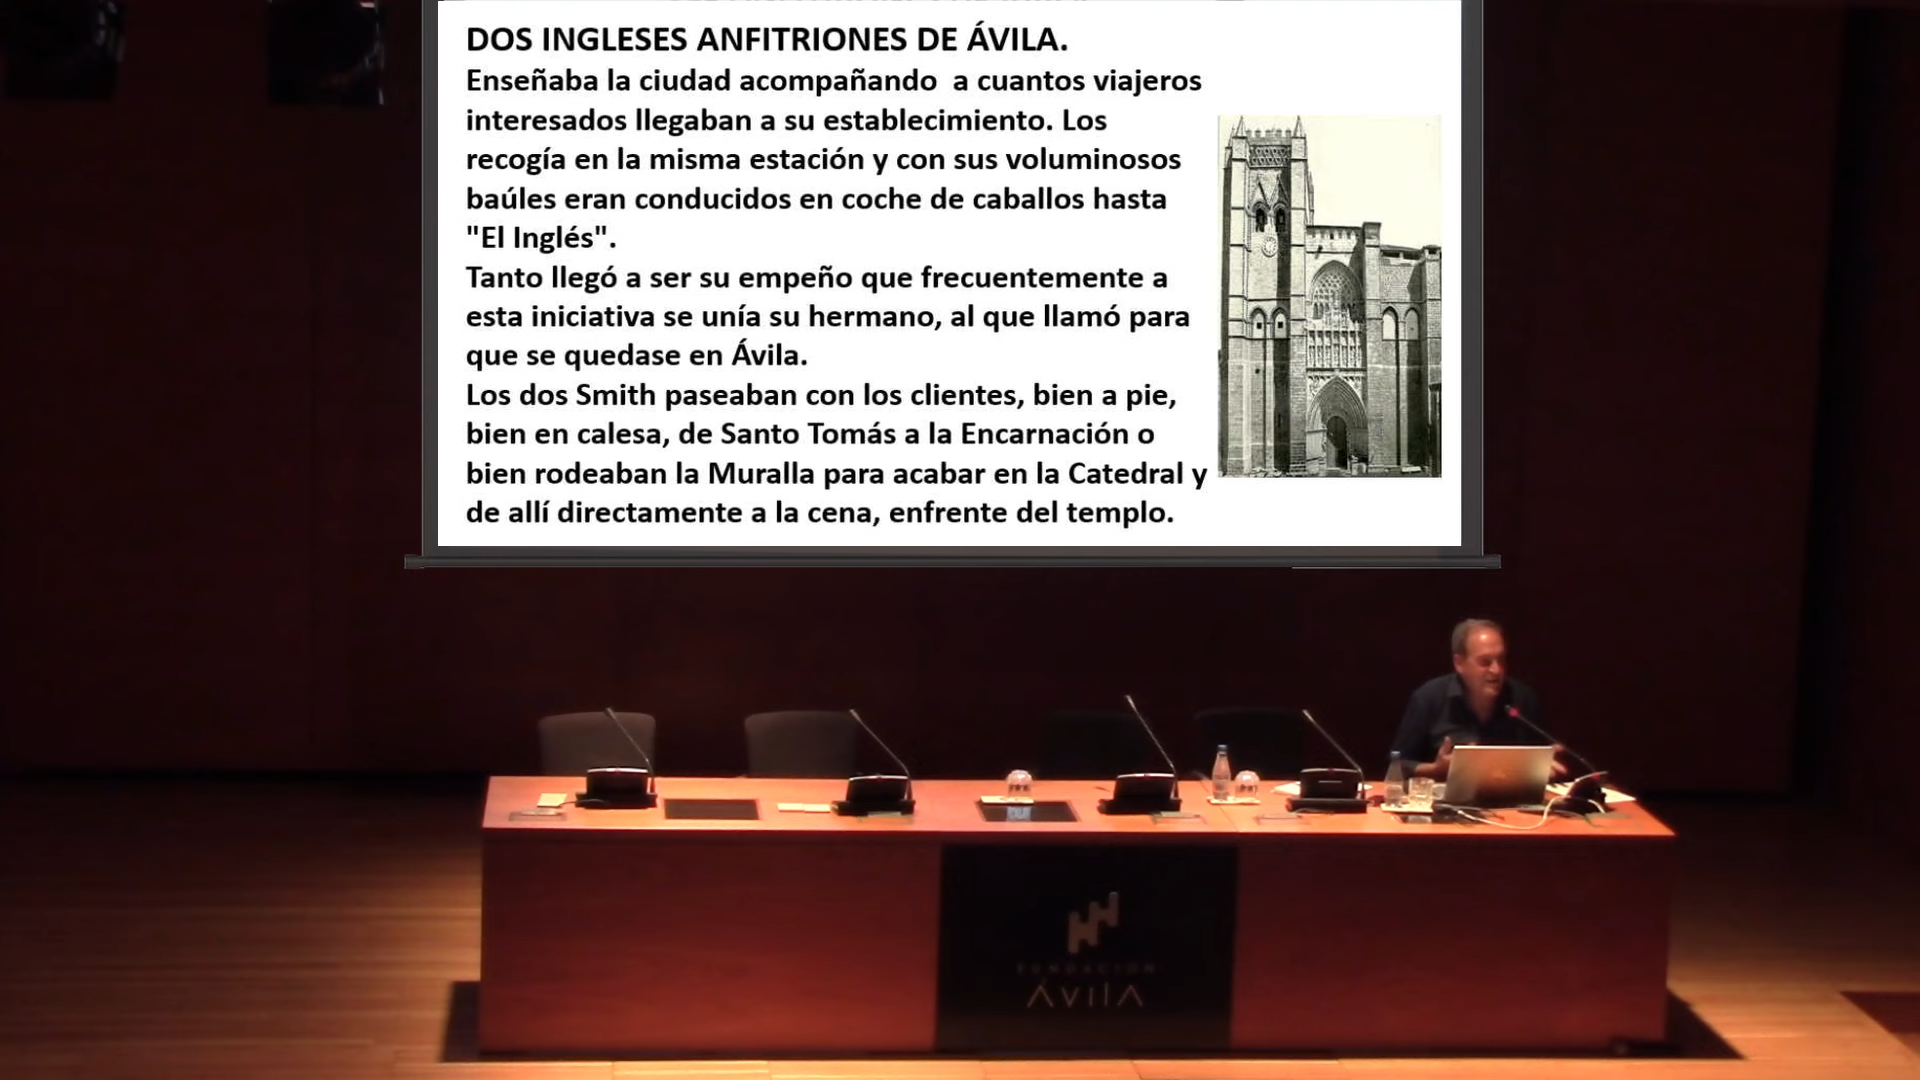 DOS INGLESES ANFITRIONES DE ÁVILA.
Enseñaba la ciudad acompañando  a cuantos viajeros
interesados llegaban a su establecimiento. Los
recogía en la misma estación y con sus voluminosos
baúles eran conducidos en coche de caballos hasta
"El Inglés".
Tanto llegó a ser su empeño que frecuentemente a
esta iniciativa se unía su hermano, al que llamó para
que se quedase en Ávila.
Los dos Smith paseaban con los clientes, bien a pie,
bien en calesa, de Santo Tomás a la Encarnación o
bien rodeaban la Muralla para acabar en la Catedral y
de allí directamente a la cena, enfrente del templo.
FUNDACIÓN
ÁVILA